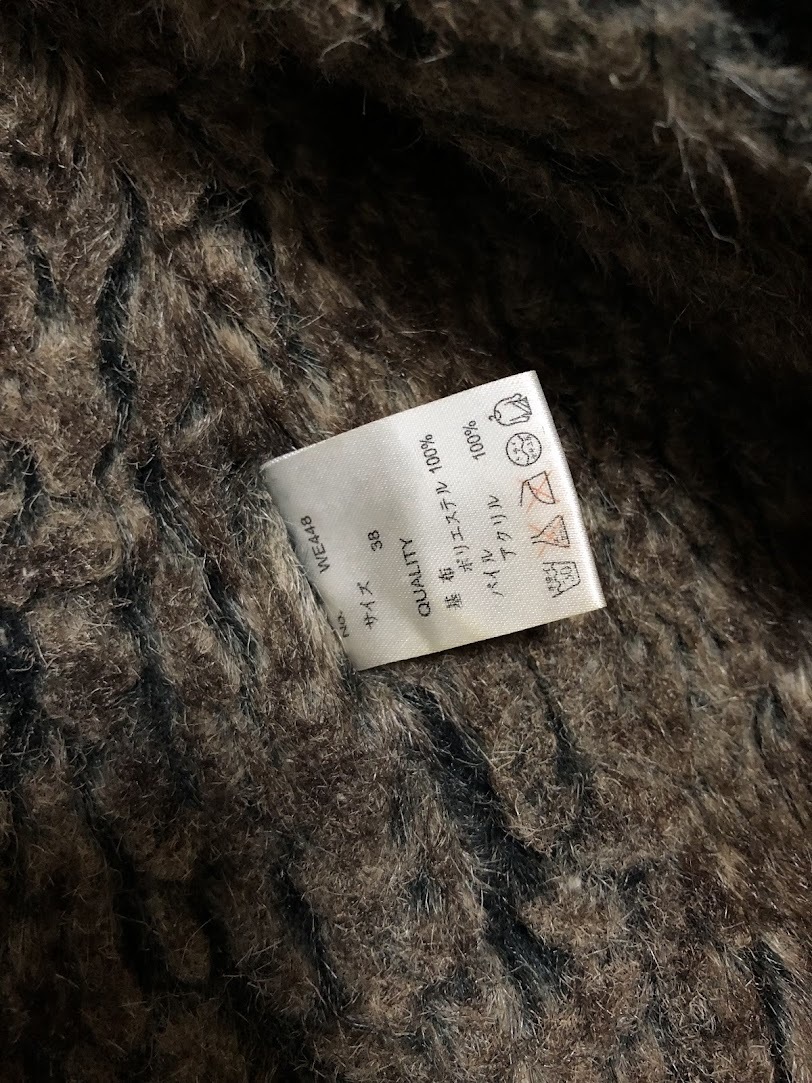 No. WE448
サイズ 38
QUALITY
基 布
ポリエステル 100%
パイル
アクリル 100%